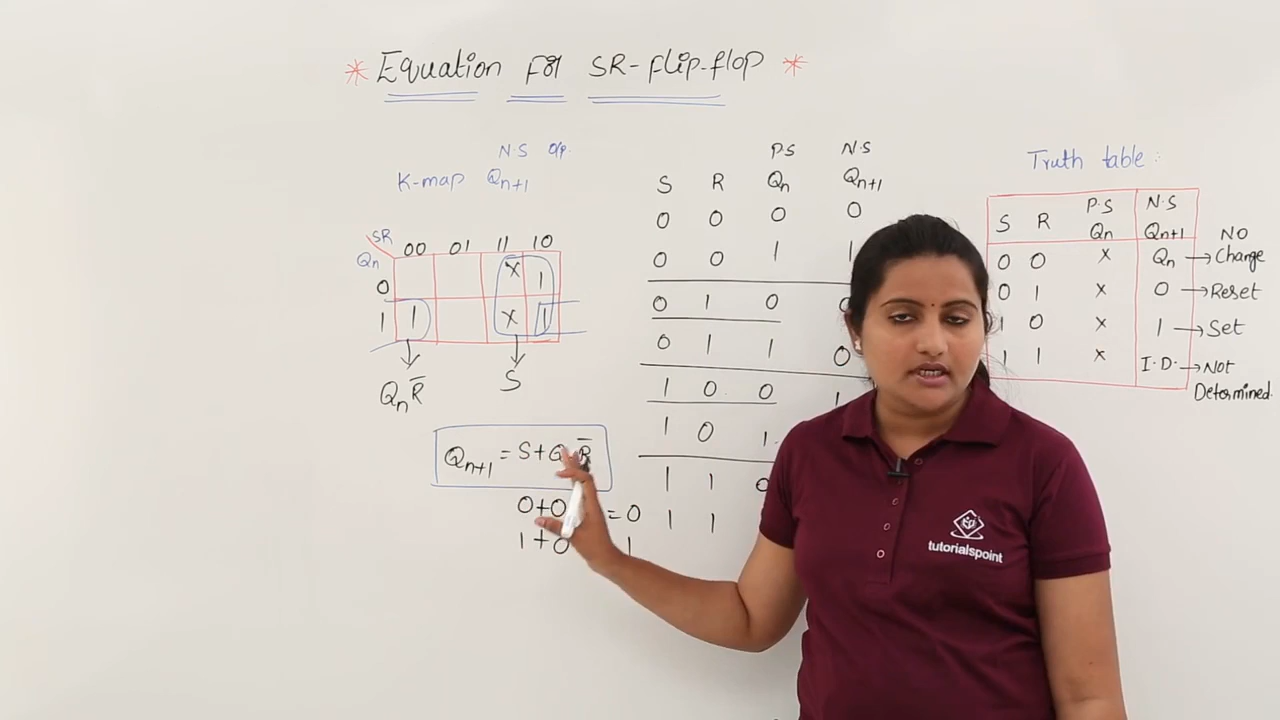 * Equation for SR-flip-flop *
N.S O/p.
K-map Qn+1
SR 00 01 11 10
Qn
0 X 1
1 1 X 1
QnR̅ S
Qn+1 = S+Q R̅
0+0 = 0
1+0 1
P.S N.S
S R Qn Qn+1
0 0 0 0
0 0 1 1
0 1 0 0
0 1 1 0
1 0 0 1
1 0 1
1 1 0
1 1
Truth table :
P.S N.S
S R Qn Qn+1
0 0 X Qn → NO Change
0 1 X 0 → Reset
1 0 X 1 → Set
1 1 X I.D. → Not Determined.
tutorialspoint